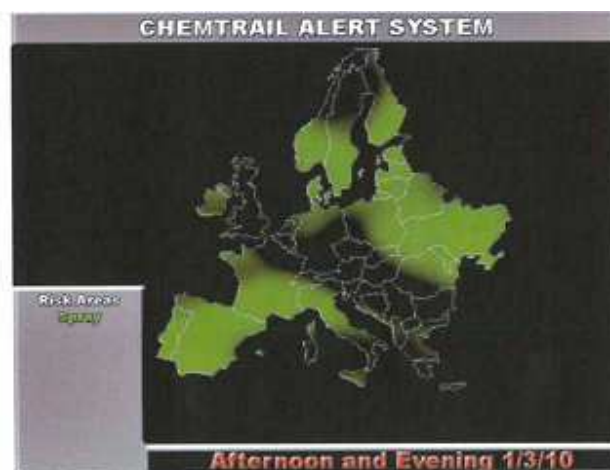 CHEMTRAIL ALERT SYSTEM
Risk Areas
Spray
Afternoon and Evening 1/3/10